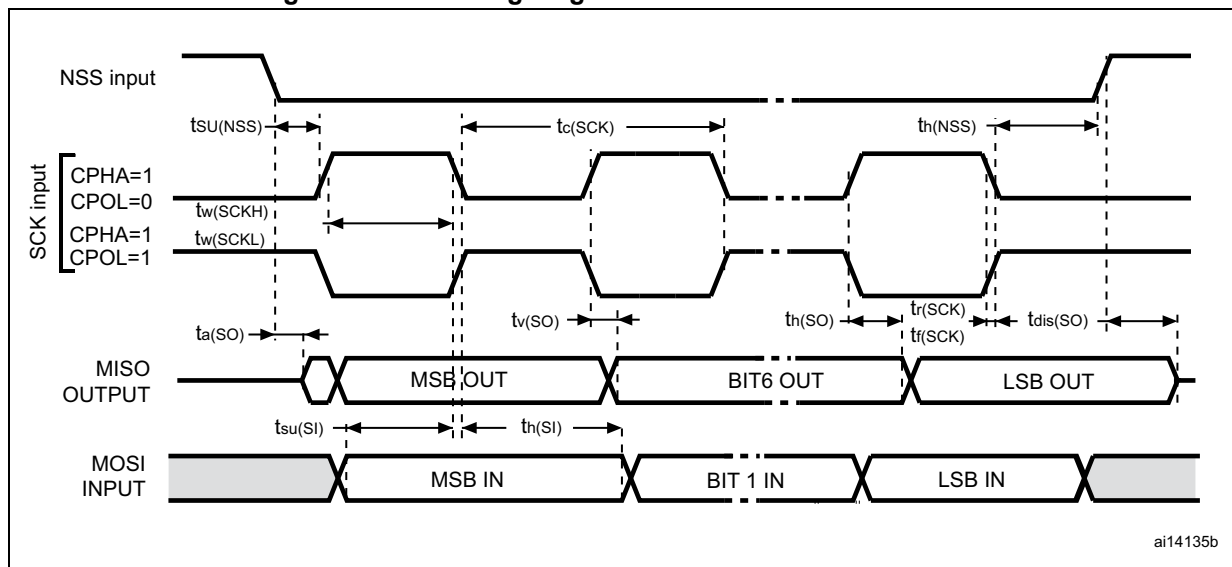 NSS input
tSU(NSS)
tc(SCK)
th(NSS)
SCK input
CPHA=1
CPOL=0
tw(SCKH)
CPHA=1
tw(SCKL)
CPOL=1
ta(SO)
tv(SO)
th(SO)
tr(SCK)
tf(SCK)
tdis(SO)
MISO
OUTPUT
MSB OUT
BIT6 OUT
LSB OUT
tsu(SI)
th(SI)
MOSI
INPUT
MSB IN
BIT 1 IN
LSB IN
ai14135b